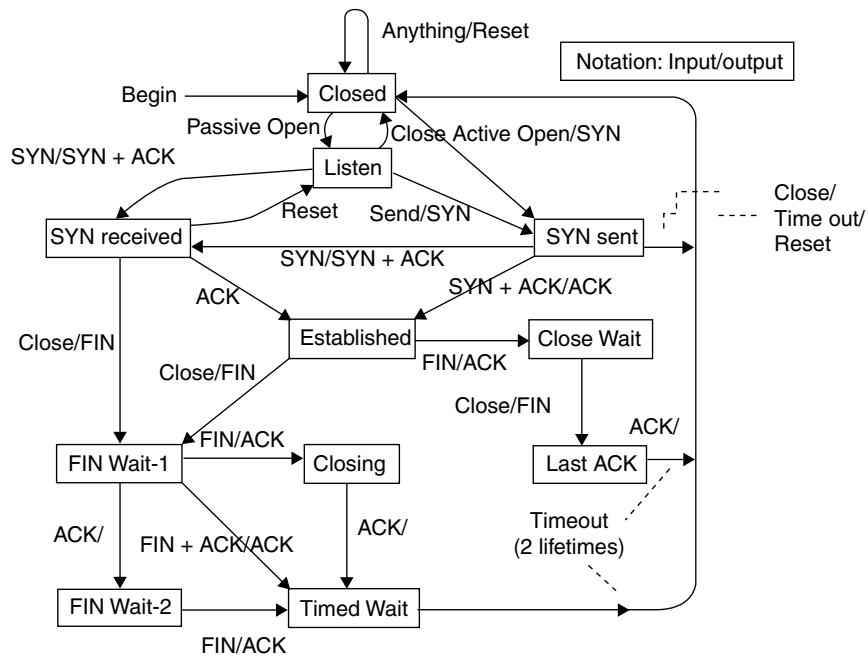 Anything/Reset
Notation: Input/output
Begin
Closed
Passive Open
Close Active Open/SYN
SYN/SYN + ACK
Listen
Reset
Send/SYN
Close/
Time out/
Reset
SYN received
SYN sent
SYN/SYN + ACK
ACK
SYN + ACK/ACK
Established
Close Wait
Close/FIN
Close/FIN
FIN/ACK
Close/FIN
FIN/ACK
ACK/
FIN Wait-1
Closing
Last ACK
ACK/
FIN + ACK/ACK
ACK/
Timeout
(2 lifetimes)
FIN Wait-2
Timed Wait
FIN/ACK